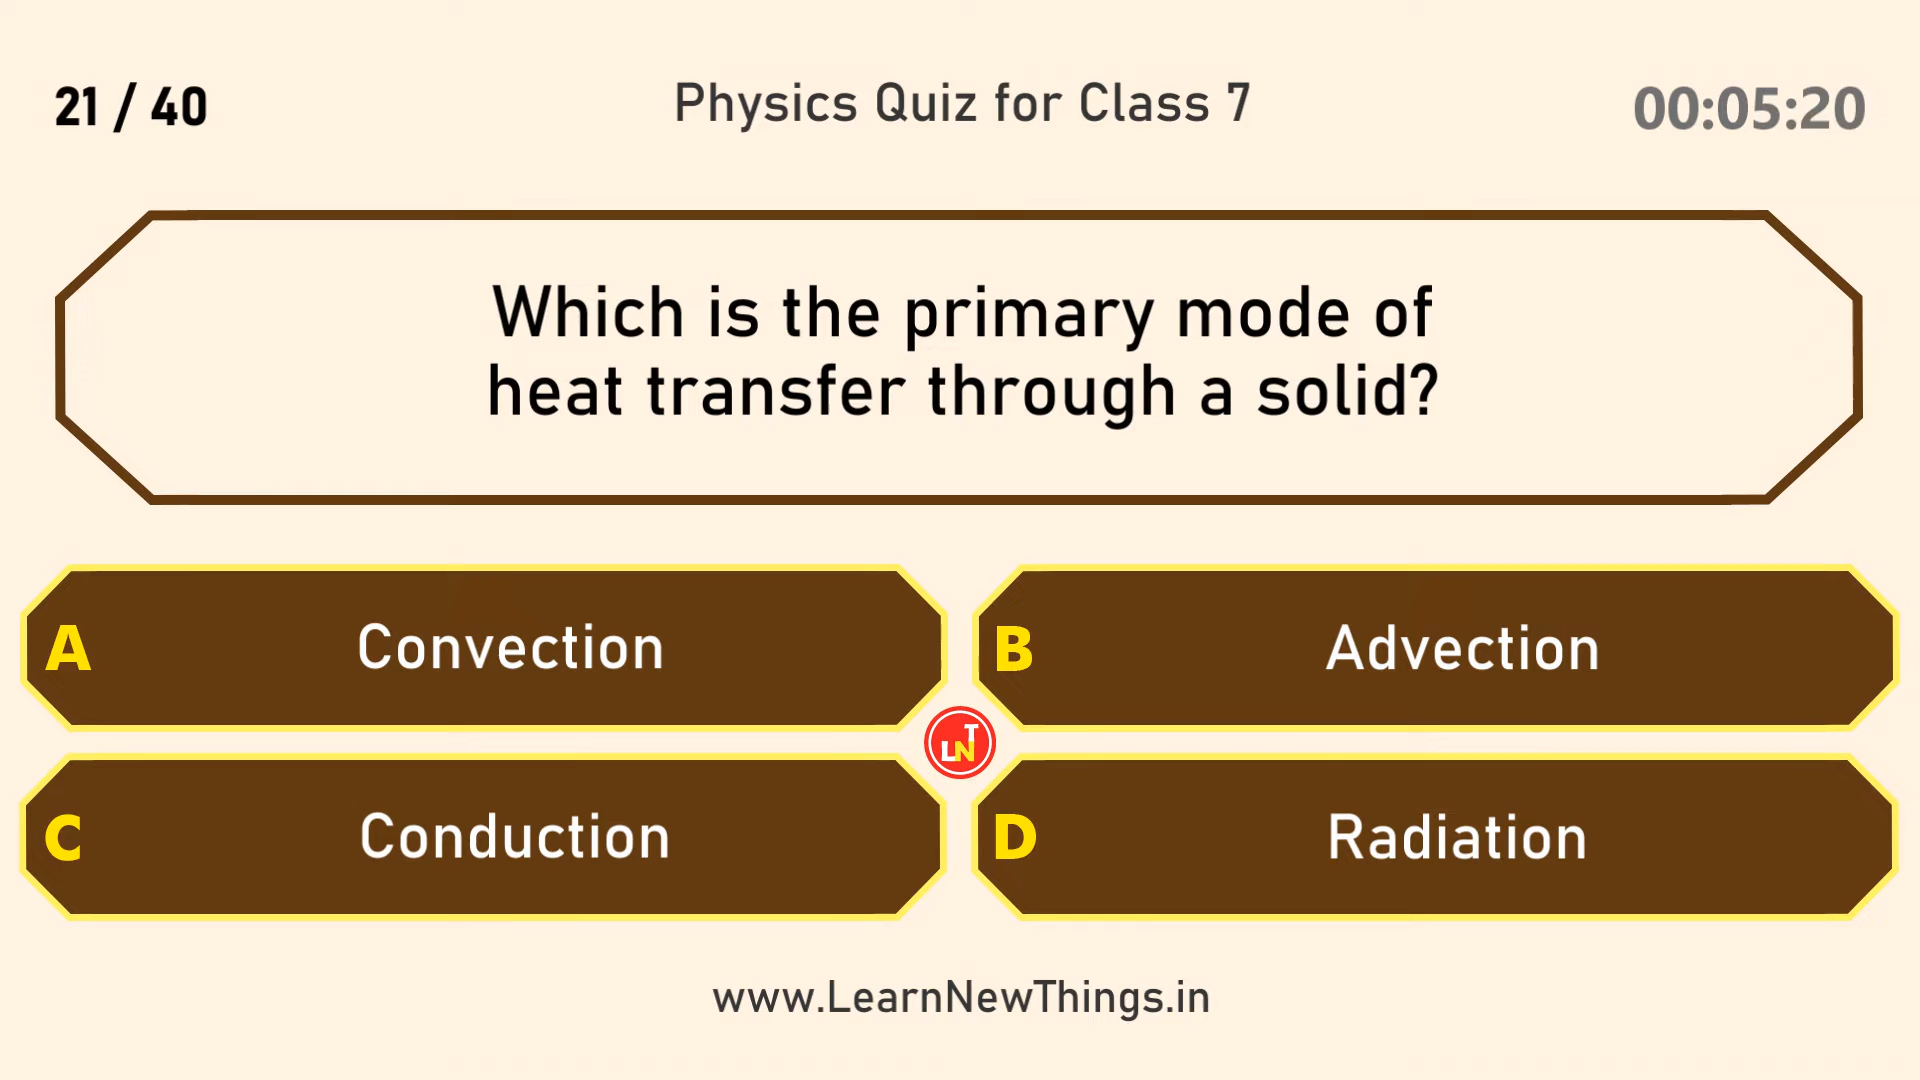 21 / 40
Physics Quiz for Class 7
00:05:20
Which is the primary mode of
heat transfer through a solid?
A Convection
B Advection
LNT
C Conduction
D Radiation
www.LearnNewThings.in